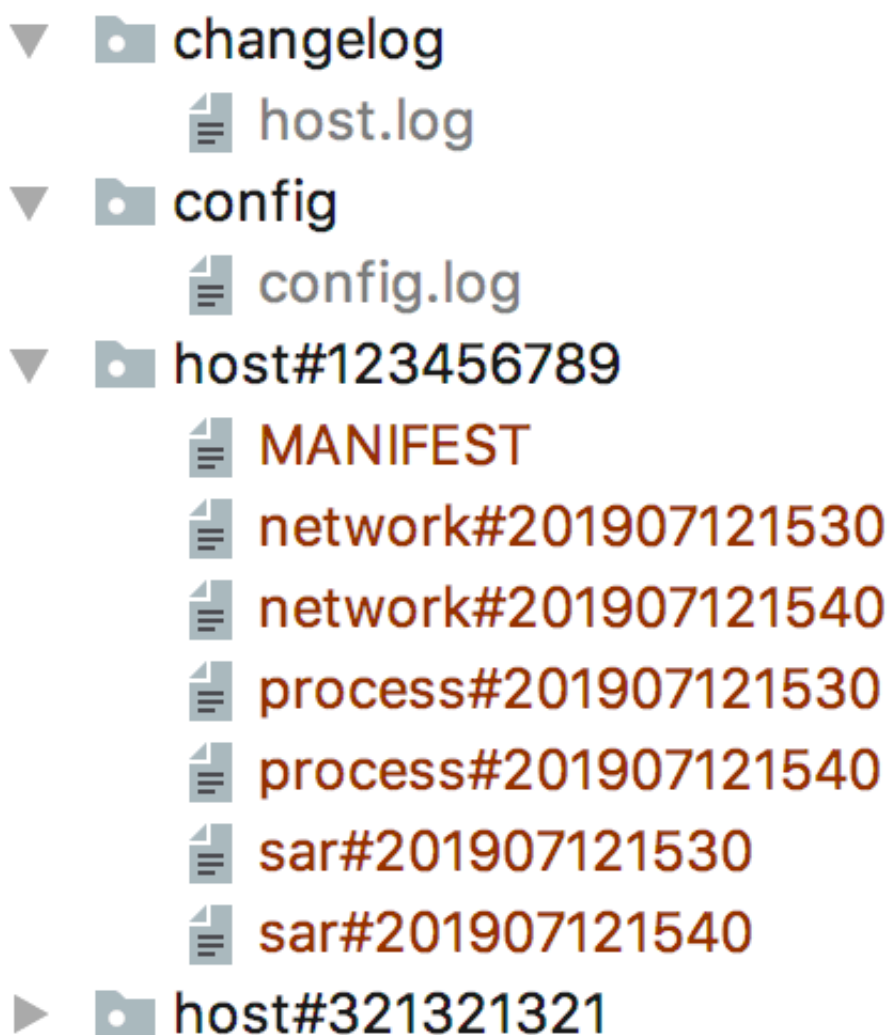 changelog
host.log
config
config.log
host#123456789
MANIFEST
network#201907121530
network#201907121540
process#201907121530
process#201907121540
sar#201907121530
sar#201907121540
host#321321321